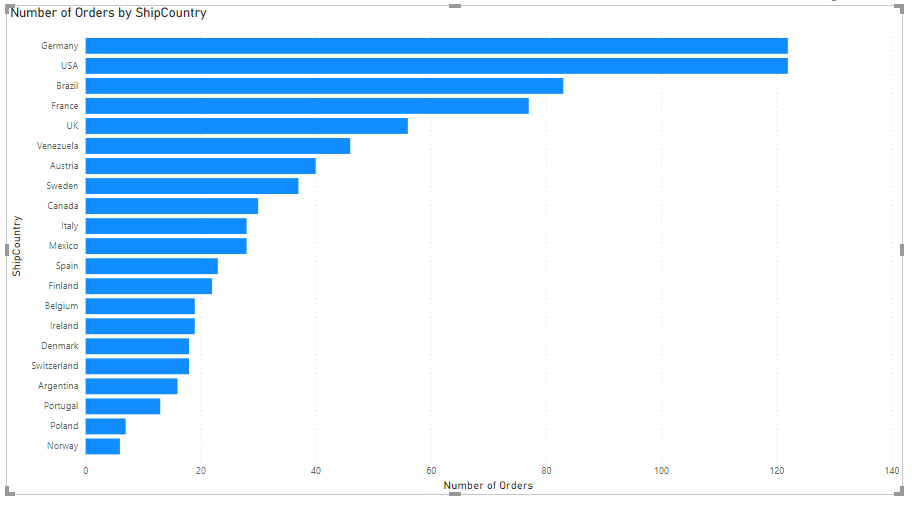 Number of Orders by ShipCountry
ShipCountry
Germany
USA
Brazil
France
UK
Venezuela
Austria
Sweden
Canada
Italy
Mexico
Spain
Finland
Belgium
Ireland
Denmark
Switzerland
Argentina
Portugal
Poland
Norway
0 20 40 60 80 100 120 140
Number of Orders